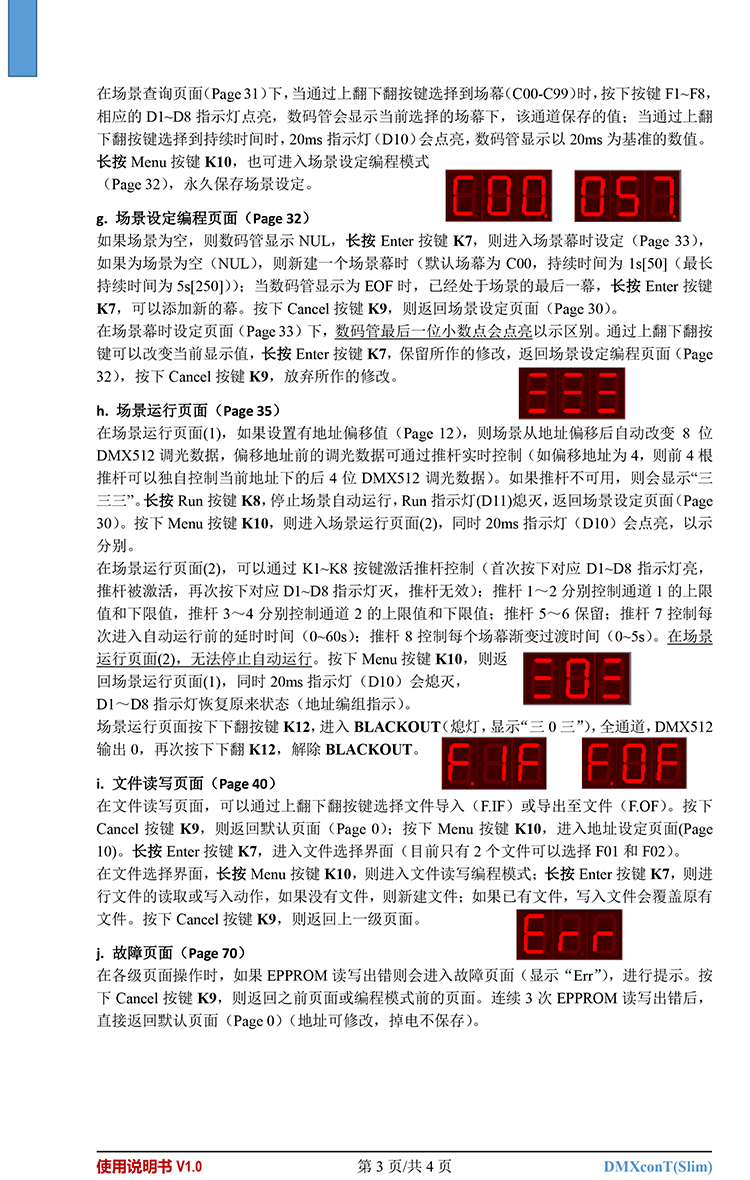 在场景查询页面(Page 31)下，当通过上翻下翻按键选择到场幕(C00-C99)时，按下按键 F1~F8，
相应的 D1~D8 指示灯点亮，数码管会显示当前选择的场幕下，该通道保存的值；当通过上翻
下翻按键选择到持续时间时，20ms 指示灯（D10）会点亮，数码管显示以 20ms 为基准的数值。
长按 Menu 按键 K10，也可进入场景设定编程模式
（Page 32），永久保存场景设定。
C00. 057.
g. 场景设定编程页面（Page 32）
如果场景为空，则数码管显示 NUL，长按 Enter 按键 K7，则进入场景幕时设定（Page 33），
如果为场景为空（NUL），则新建一个场景幕时（默认场幕为 C00，持续时间为 1s[50]（最长
持续时间为 5s[250]））；当数码管显示为 EOF 时，已经处于场景的最后一幕，长按 Enter 按键
K7，可以添加新的幕。按下 Cancel 按键 K9，则返回场景设定页面（Page 30）。
在场景幕时设定页面（Page 33）下，数码管最后一位小数点会点亮以示区别。通过上翻下翻按
键可以改变当前显示值，长按 Enter 按键 K7，保留所作的修改，返回场景设定编程页面（Page
32），按下 Cancel 按键 K9，放弃所作的修改。
三三三
h. 场景运行页面（Page 35）
在场景运行页面(1)，如果设置有地址偏移值（Page 12），则场景从地址偏移后自动改变 8 位
DMX512 调光数据，偏移地址前的调光数据可通过推杆实时控制（如偏移地址为 4，则前 4 根
推杆可以独自控制当前地址下的后 4 位 DMX512 调光数据）。如果推杆不可用，则会显示“三
三三”。长按 Run 按键 K8，停止场景自动运行，Run 指示灯(D11)熄灭，返回场景设定页面（Page
30）。按下 Menu 按键 K10，则进入场景运行页面(2)，同时 20ms 指示灯（D10）会点亮，以示
分别。
在场景运行页面(2)，可以通过 K1~K8 按键激活推杆控制（首次按下对应 D1~D8 指示灯亮，
推杆被激活，再次按下对应 D1~D8 指示灯灭，推杆无效）；推杆 1～2 分别控制通道 1 的上限
值和下限值，推杆 3～4 分别控制通道 2 的上限值和下限值；推杆 5～6 保留；推杆 7 控制每
次进入自动运行前的延时时间（0~60s）；推杆 8 控制每个场幕渐变过渡时间（0~5s）。在场景
运行页面(2)，无法停止自动运行。按下 Menu 按键 K10，则返
回场景运行页面(1)，同时 20ms 指示灯（D10）会熄灭，
D1～D8 指示灯恢复原来状态（地址编组指示）。
三0三
场景运行页面按下下翻按键 K12，进入 BLACKOUT（熄灯，显示“三 0 三”），全通道，DMX512
输出 0，再次按下下翻 K12，解除 BLACKOUT。
F.IF F.OF
i. 文件读写页面（Page 40）
在文件读写页面，可以通过上翻下翻按键选择文件导入（F.IF）或导出至文件（F.OF）。按下
Cancel 按键 K9，则返回默认页面（Page 0）；按下 Menu 按键 K10，进入地址设定页面(Page
10)。长按 Enter 按键 K7，进入文件选择界面（目前只有 2 个文件可以选择 F01 和 F02）。
在文件选择界面，长按 Menu 按键 K10，则进入文件读写编程模式；长按 Enter 按键 K7，则进
行文件的读取或写入动作，如果没有文件，则新建文件；如果已有文件，写入文件会覆盖原有
文件。按下 Cancel 按键 K9，则返回上一级页面。
Err
j. 故障页面（Page 70）
在各级页面操作时，如果 EPPROM 读写出错则会进入故障页面（显示“Err”），进行提示。按
下 Cancel 按键 K9，则返回之前页面或编程模式前的页面。连续 3 次 EPPROM 读写出错后，
直接返回默认页面（Page 0）（地址可修改，掉电不保存）。
使用说明书 V1.0 第 3 页/共 4 页 DMXconT(Slim)